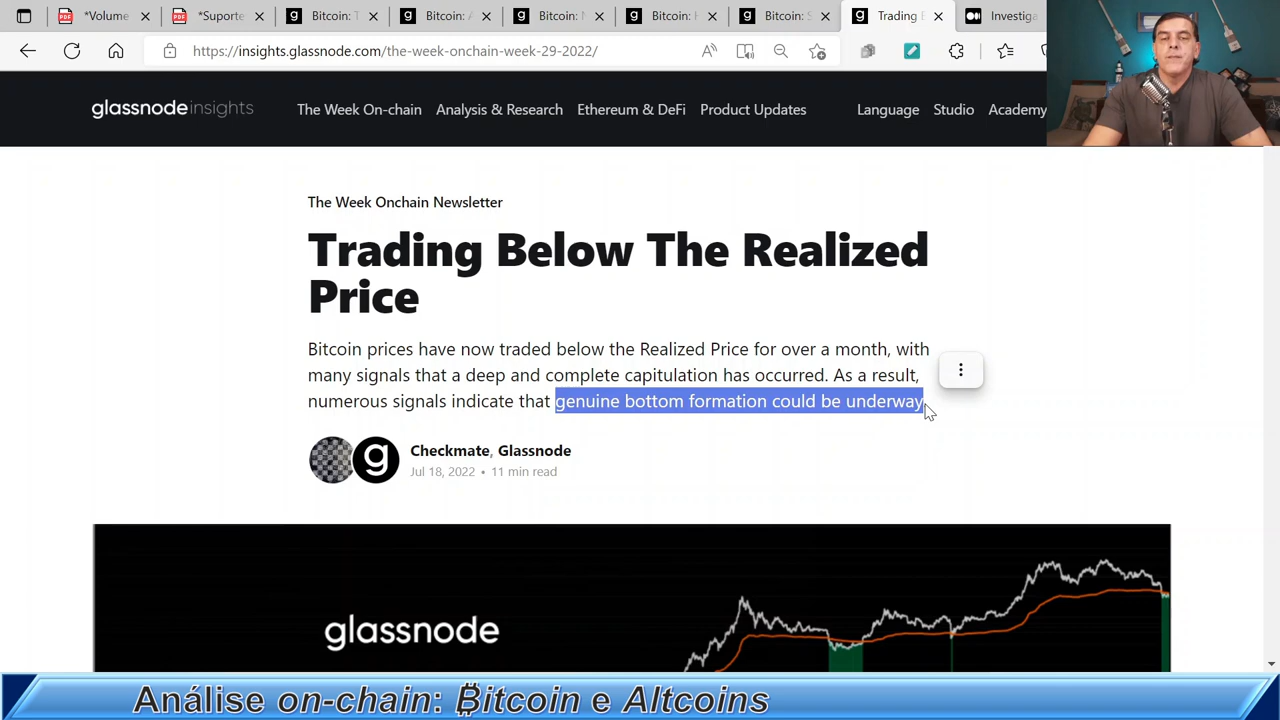 *Volume
*Suporte
Bitcoin: T
Bitcoin: A
Bitcoin: 
Bitcoin: 
Bitcoin: S
Trading B
Investiga
https://insights.glassnode.com/the-week-onchain-week-29-2022/
glassnodeinsights
The Week On-chain
Analysis & Research
Ethereum & DeFi
Product Updates
Language
Studio
Academy
The Week Onchain Newsletter
Trading Below The Realized
Price
Bitcoin prices have now traded below the Realized Price for over a month, with
many signals that a deep and complete capitulation has occurred. As a result,
numerous signals indicate that genuine bottom formation could be underway.
Checkmate, Glassnode
Jul 18, 2022 • 11 min read
glassnode
Análise on-chain: ₿itcoin e Altcoins